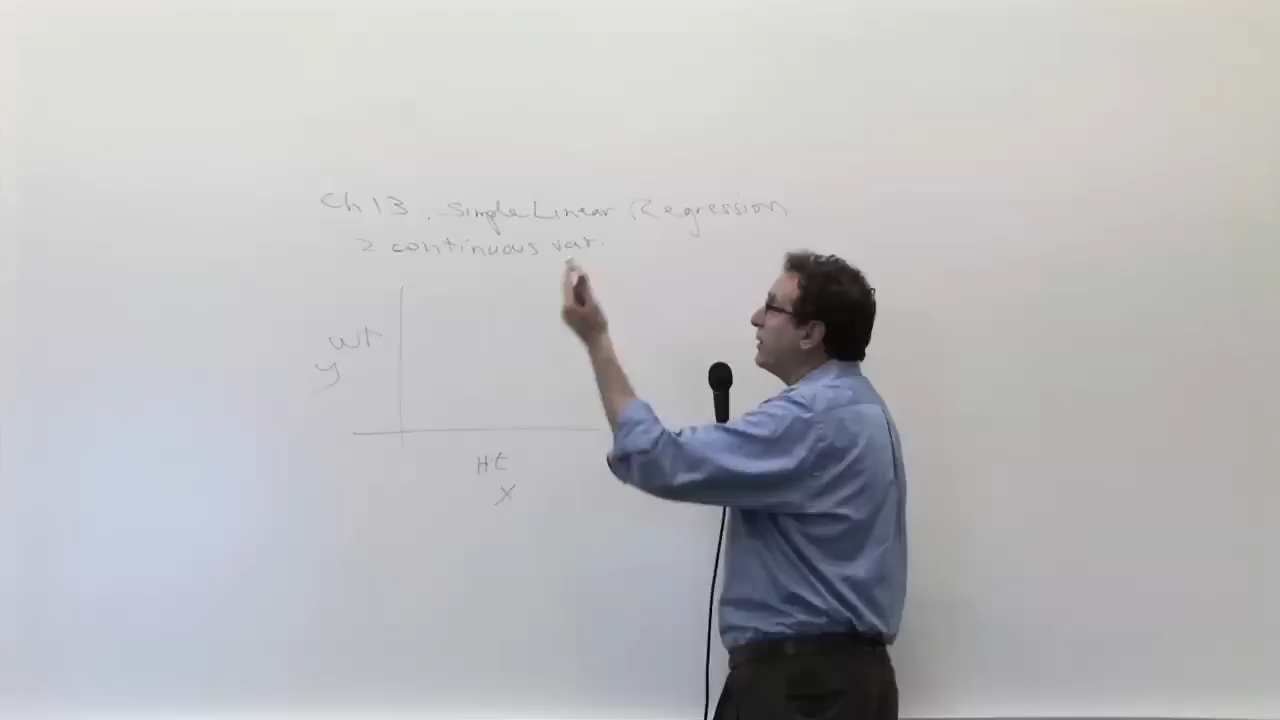 Ch 13. Simple Linear Regression
2 continuous var.
wt
y
Ht
x